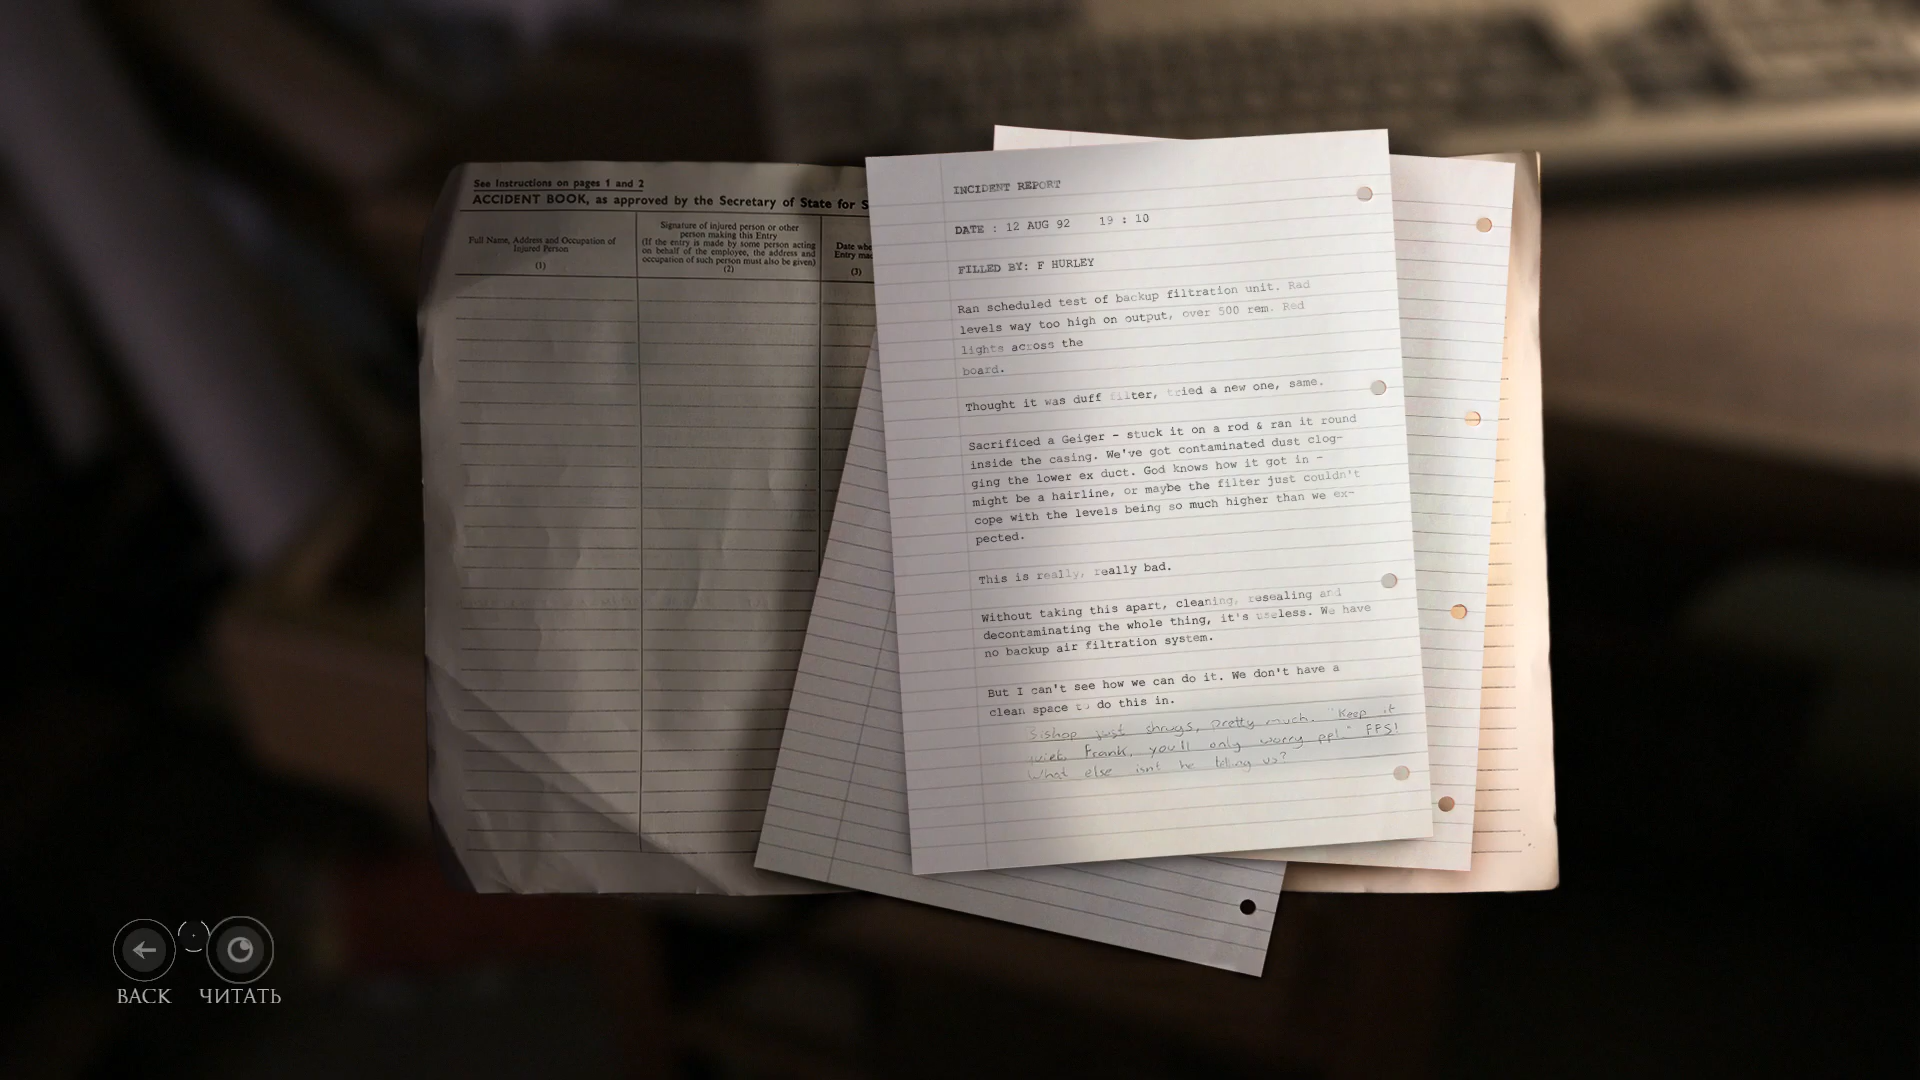 See Instructions on pages 1 and 2
ACCIDENT BOOK, as approved by the Secretary of State for S
Full Name, Address and Occupation of
Injured Person
(1)
Signature of injured person or other
person making this Entry
(If the entry is made by some person acting
on behalf of the employee, the address and
occupation of such person must also be given)
(2)
Date whe
Entry ma
(3)
INCIDENT REPORT
DATE : 12 AUG 92 19 : 10
FILLED BY: F HURLEY
Ran scheduled test of backup filtration unit. Rad
levels way too high on output, over 500 rem. Red
lights across the
board.
Thought it was duff filter, tried a new one, same.
Sacrificed a Geiger - stuck it on a rod & ran it round
inside the casing. We've got contaminated dust clog-
ging the lower ex duct. God knows how it got in -
might be a hairline, or maybe the filter just couldn't
cope with the levels being so much higher than we ex-
pected.
This is really, really bad.
Without taking this apart, cleaning, resealing and
decontaminating the whole thing, it's useless. We have
no backup air filtration system.
But I can't see how we can do it. We don't have a
clean space to do this in.
Sishop just shrugs, pretty much. "Keep it
quiet, Frank, you'll only worry ppl." FFS!
What else isn't he telling us?
BACK ЧИТАТЬ